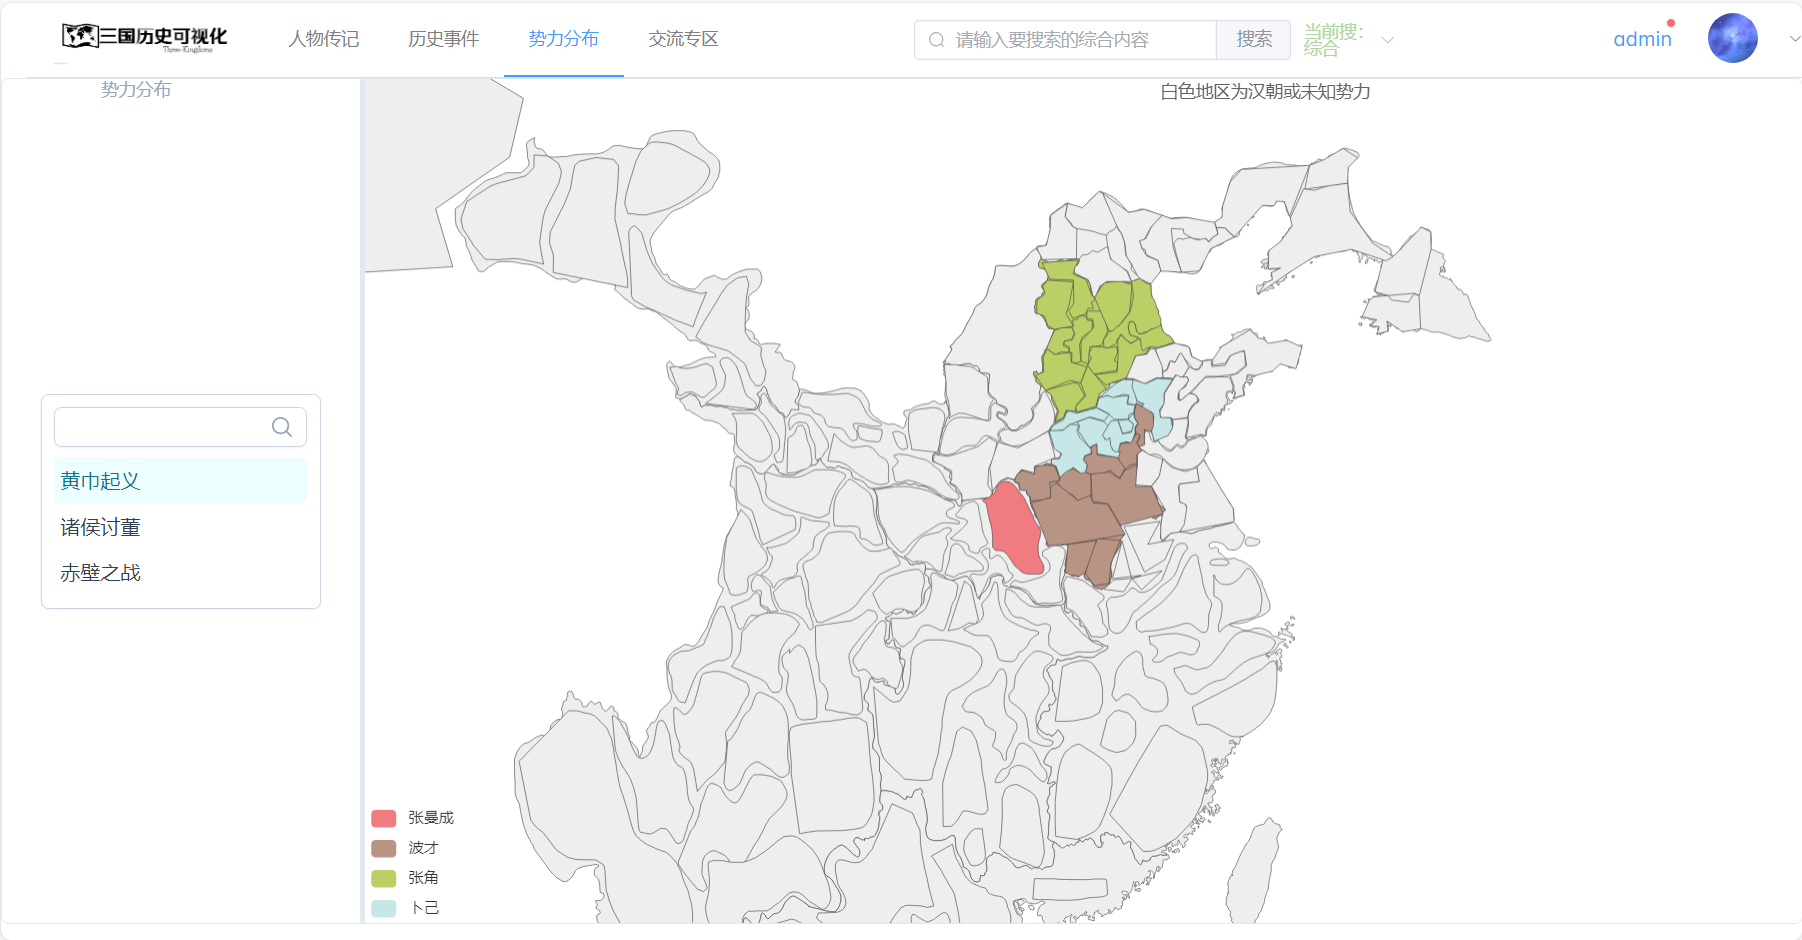 三国历史可视化
Three-Kingdoms
人物传记
历史事件
势力分布
交流专区
请输入要搜索的综合内容
搜索
当前搜：
综合
admin
势力分布
白色地区为汉朝或未知势力
黄巾起义
诸侯讨董
赤壁之战
张曼成
波才
张角
卜己